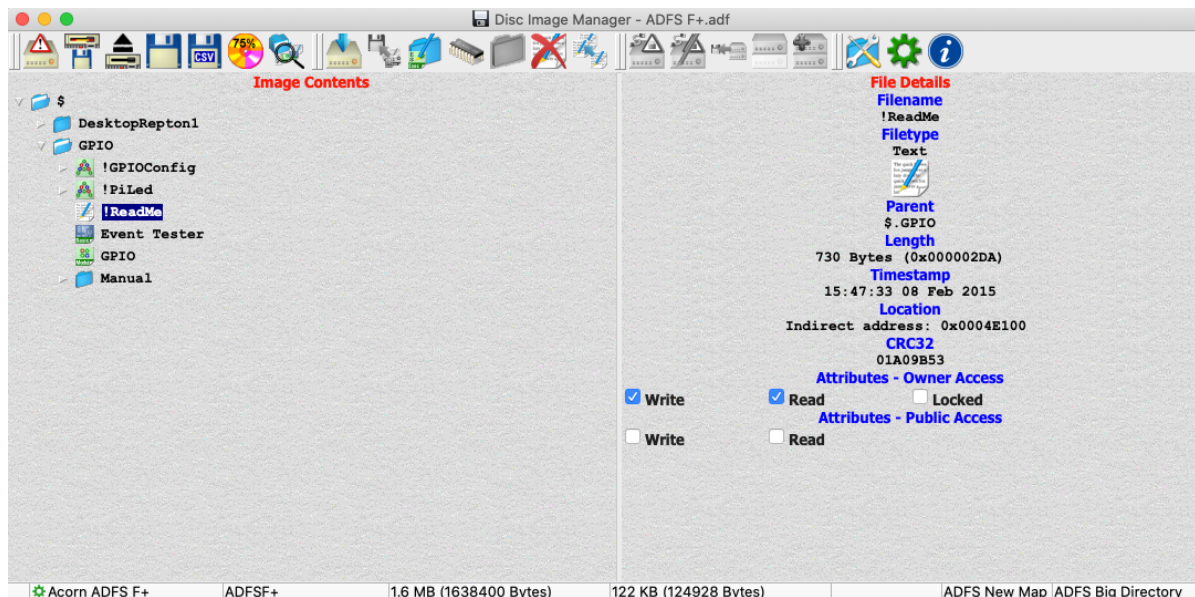 Disc Image Manager - ADFS F+.adf
CSV
75%
Image Contents
$
DesktopRepton1
GPIO
!GPIOConfig
!PiLed
!ReadMe
Event Tester
GPIO
Manual
File Details
Filename
!ReadMe
Filetype
Text
Parent
$.GPIO
Length
730 Bytes (0x000002DA)
Timestamp
15:47:33 08 Feb 2015
Location
Indirect address: 0x0004E100
CRC32
01A09B53
Attributes - Owner Access
Write Read Locked
Attributes - Public Access
Write Read
Acorn ADFS F+ ADFSF+ 1.6 MB (1638400 Bytes) 122 KB (124928 Bytes) ADFS New Map ADFS Big Directory